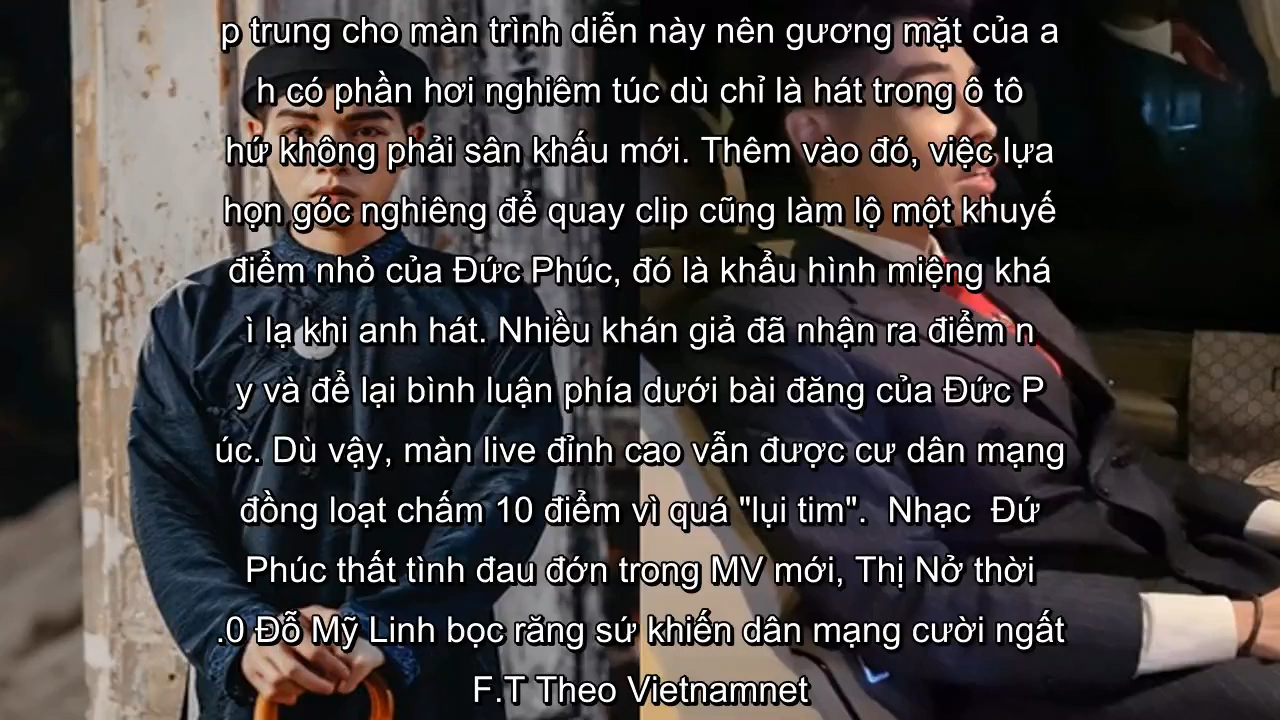 p trung cho màn trình diễn này nên gương mặt của a
h có phần hơi nghiêm túc dù chỉ là hát trong ô tô
hứ không phải sân khấu mới. Thêm vào đó, việc lựa
họn góc nghiêng để quay clip cũng làm lộ một khuyế
điểm nhỏ của Đức Phúc, đó là khẩu hình miệng khá
ì lạ khi anh hát. Nhiều khán giả đã nhận ra điểm n
y và để lại bình luận phía dưới bài đăng của Đức P
úc. Dù vậy, màn live đỉnh cao vẫn được cư dân mạng
đồng loạt chấm 10 điểm vì quá "lụi tim".  Nhạc  Đứ
Phúc thất tình đau đớn trong MV mới, Thị Nở thời
.0 Đỗ Mỹ Linh bọc răng sứ khiến dân mạng cười ngất
F.T Theo Vietnamnet